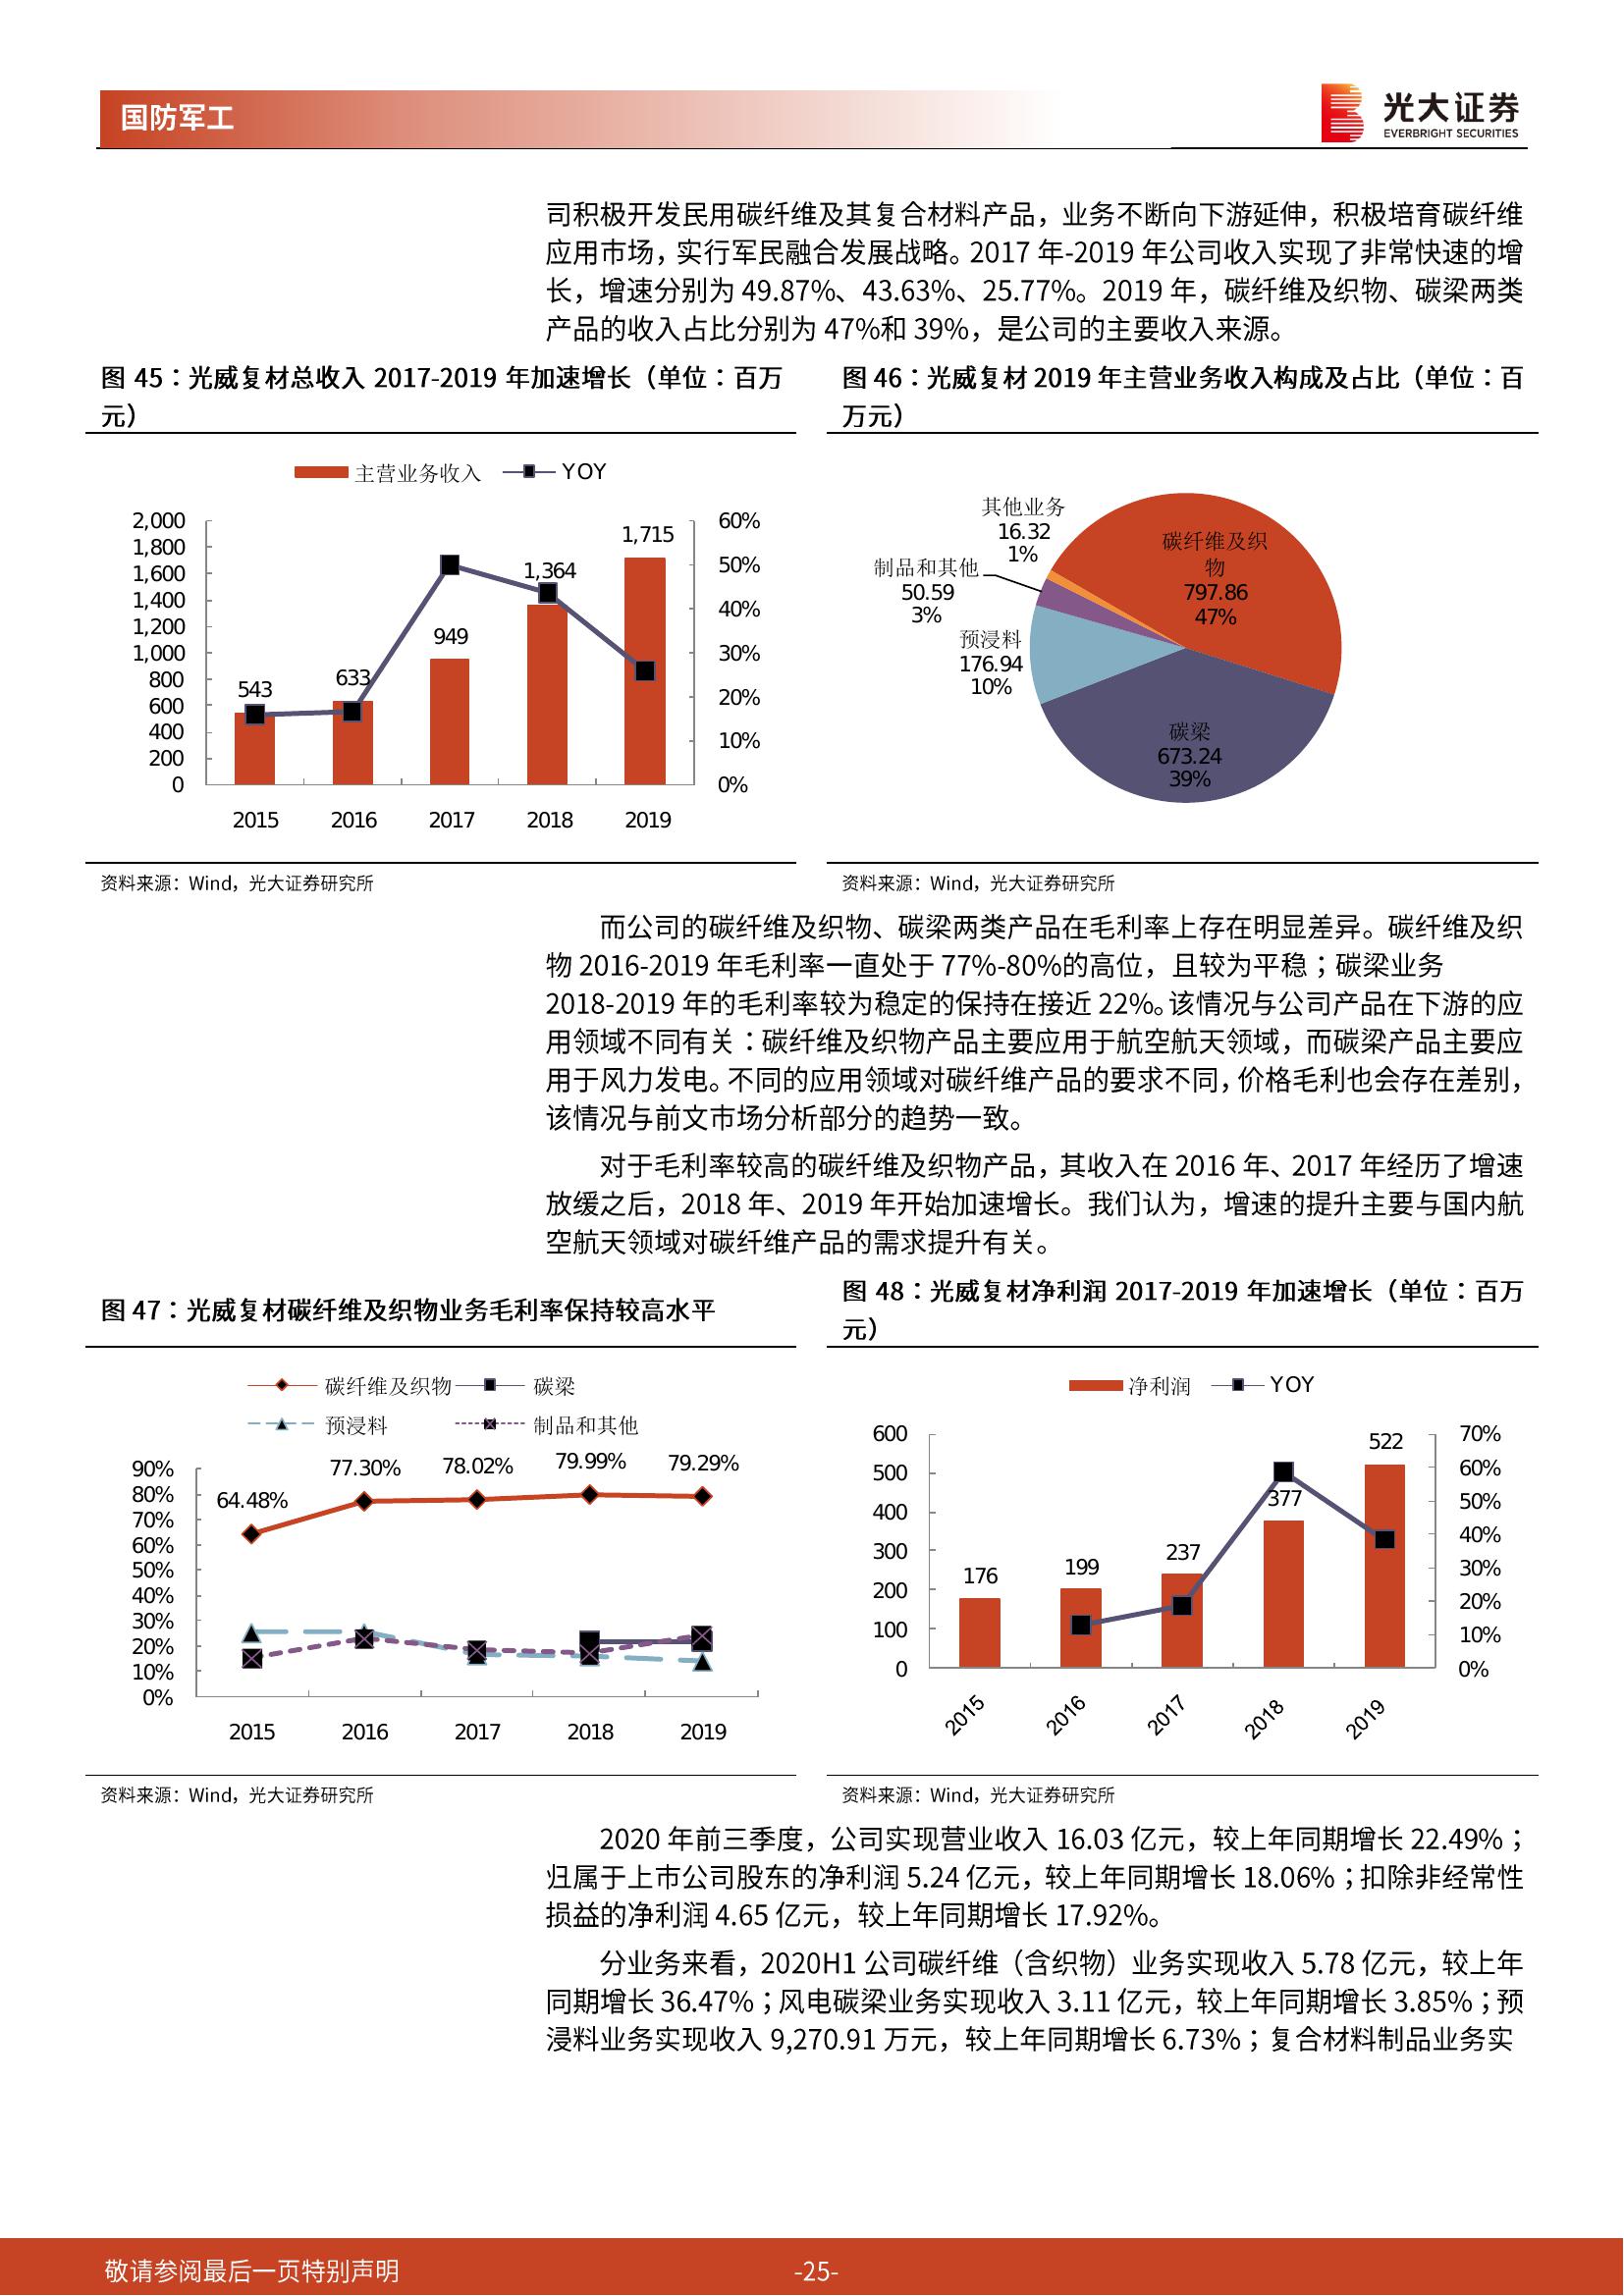 国防军工
光大证券
EVERBRIGHT SECURITIES
司积极开发民用碳纤维及其复合材料产品，业务不断向下游延伸，积极培育碳纤维
应用市场，实行军民融合发展战略。2017 年-2019 年公司收入实现了非常快速的增
长，增速分别为 49.87%、43.63%、25.77%。2019 年，碳纤维及织物、碳梁两类
产品的收入占比分别为 47%和 39%，是公司的主要收入来源。
图 45：光威复材总收入 2017-2019 年加速增长（单位：百万
元）
主营业务收入 YOY
2,000
1,800
1,600
1,400
1,200
1,000
800
600
400
200
0
543
633
949
1,364
1,715
60%
50%
40%
30%
20%
10%
0%
2015 2016 2017 2018 2019
资料来源：Wind，光大证券研究所
图 46：光威复材 2019 年主营业务收入构成及占比（单位：百
万元）
其他业务
16.32
1%
制品和其他
50.59
3%
预浸料
176.94
10%
碳纤维及织
物
797.86
47%
碳梁
673.24
39%
资料来源：Wind，光大证券研究所
而公司的碳纤维及织物、碳梁两类产品在毛利率上存在明显差异。碳纤维及织
物 2016-2019 年毛利率一直处于 77%-80%的高位，且较为平稳；碳梁业务
2018-2019 年的毛利率较为稳定的保持在接近 22%。该情况与公司产品在下游的应
用领域不同有关：碳纤维及织物产品主要应用于航空航天领域，而碳梁产品主要应
用于风力发电。不同的应用领域对碳纤维产品的要求不同，价格毛利也会存在差别，
该情况与前文市场分析部分的趋势一致。
对于毛利率较高的碳纤维及织物产品，其收入在 2016 年、2017 年经历了增速
放缓之后，2018 年、2019 年开始加速增长。我们认为，增速的提升主要与国内航
空航天领域对碳纤维产品的需求提升有关。
图 47：光威复材碳纤维及织物业务毛利率保持较高水平
碳纤维及织物 碳梁
预浸料 制品和其他
90%
80%
70%
60%
50%
40%
30%
20%
10%
0%
64.48%
77.30%
78.02%
79.99%
79.29%
2015 2016 2017 2018 2019
资料来源：Wind，光大证券研究所
图 48：光威复材净利润 2017-2019 年加速增长（单位：百万
元）
净利润 YOY
600
500
400
300
200
100
0
176
199
237
377
522
70%
60%
50%
40%
30%
20%
10%
0%
2015 2016 2017 2018 2019
资料来源：Wind，光大证券研究所
2020 年前三季度，公司实现营业收入 16.03 亿元，较上年同期增长 22.49%；
归属于上市公司股东的净利润 5.24 亿元，较上年同期增长 18.06%；扣除非经常性
损益的净利润 4.65 亿元，较上年同期增长 17.92%。
分业务来看，2020H1 公司碳纤维（含织物）业务实现收入 5.78 亿元，较上年
同期增长 36.47%；风电碳梁业务实现收入 3.11 亿元，较上年同期增长 3.85%；预
浸料业务实现收入 9,270.91 万元，较上年同期增长 6.73%；复合材料制品业务实
敬请参阅最后一页特别声明
-25-